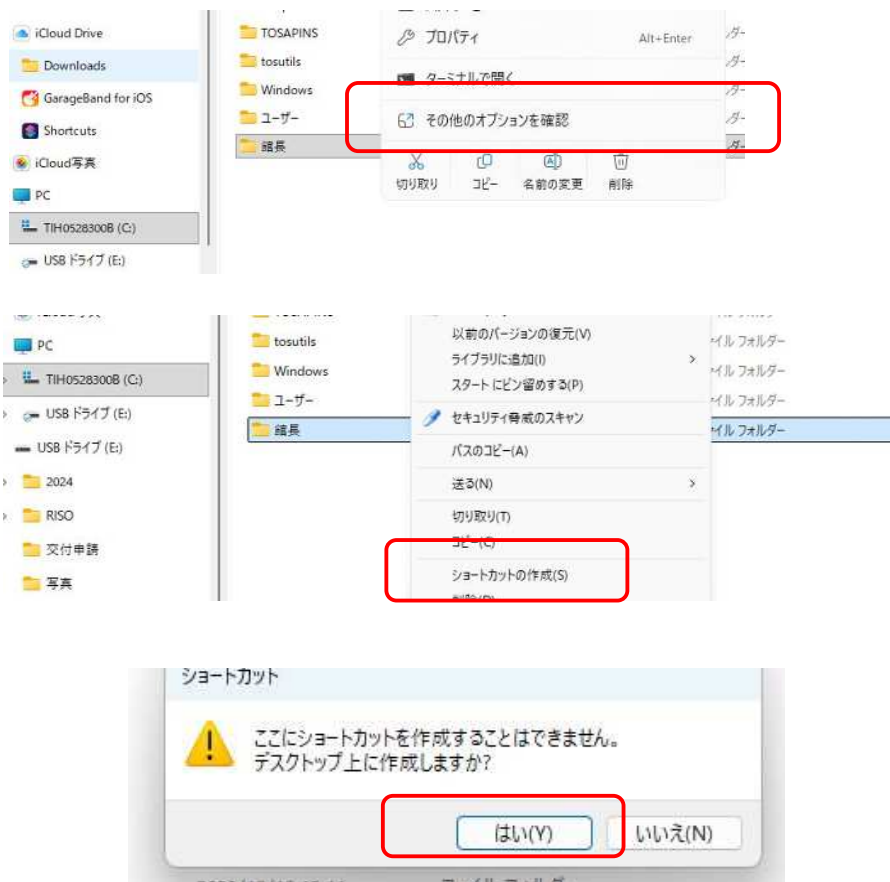 iCloud Drive
Downloads
GarageBand for iOS
Shortcuts
iCloud写真
PC
TIH0528300B (C:)
USB ドライブ (E:)
TOSAPINS
tosutils
Windows
ユーザー
館長
プロパティ Alt+Enter
ターミナルで開く
その他のオプションを確認
切り取り コピー 名前の変更 削除
PC
TIH0528300B (C:)
USB ドライブ (E:)
USB ドライブ (E:)
2024
RISO
交付申請
写真
tosutils
Windows
ユーザー
館長
以前のバージョンの復元(V)
ライブラリに追加(I)
スタートにピン留めする(P)
セキュリティ脅威のスキャン
パスのコピー(A)
送る(N)
切り取り(T)
コピー(C)
ショートカットの作成(S)
イル フォルダー
イル フォルダー
イル フォルダー
イル フォルダー
ショートカット
ここにショートカットを作成することはできません。
デスクトップ上に作成しますか?
はい(Y) いいえ(N)